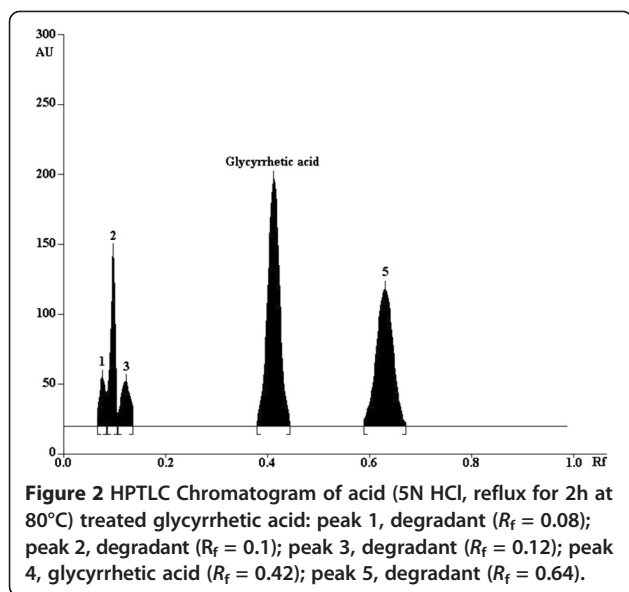 300
AU
250
200
150
100
50
0
Glycyrrhetic acid
2
5
1
3
0.0 0.2 0.4 0.6 0.8 1.0 Rf
Figure 2 HPTLC Chromatogram of acid (5N HCl, reflux for 2h at
80°C) treated glycyrrhetic acid: peak 1, degradant (Rf = 0.08);
peak 2, degradant (Rf = 0.1); peak 3, degradant (Rf = 0.12); peak
4, glycyrrhetic acid (Rf = 0.42); peak 5, degradant (Rf = 0.64).